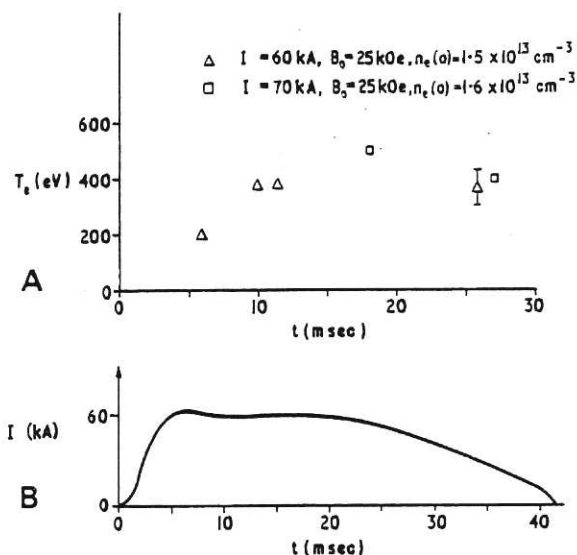 △ I = 60 kA, B₀ = 25 kOe, nₑ(o) = 1·5 x 10¹³ cm⁻³
□ I = 70 kA, B₀ = 25 kOe, nₑ(o) = 1·6 x 10¹³ cm⁻³
600
Tₑ (eV)
400
200
A
0
0 10 20 30
t (msec)
I (kA)
60
B
0
0 10 20 30 40
t (msec)